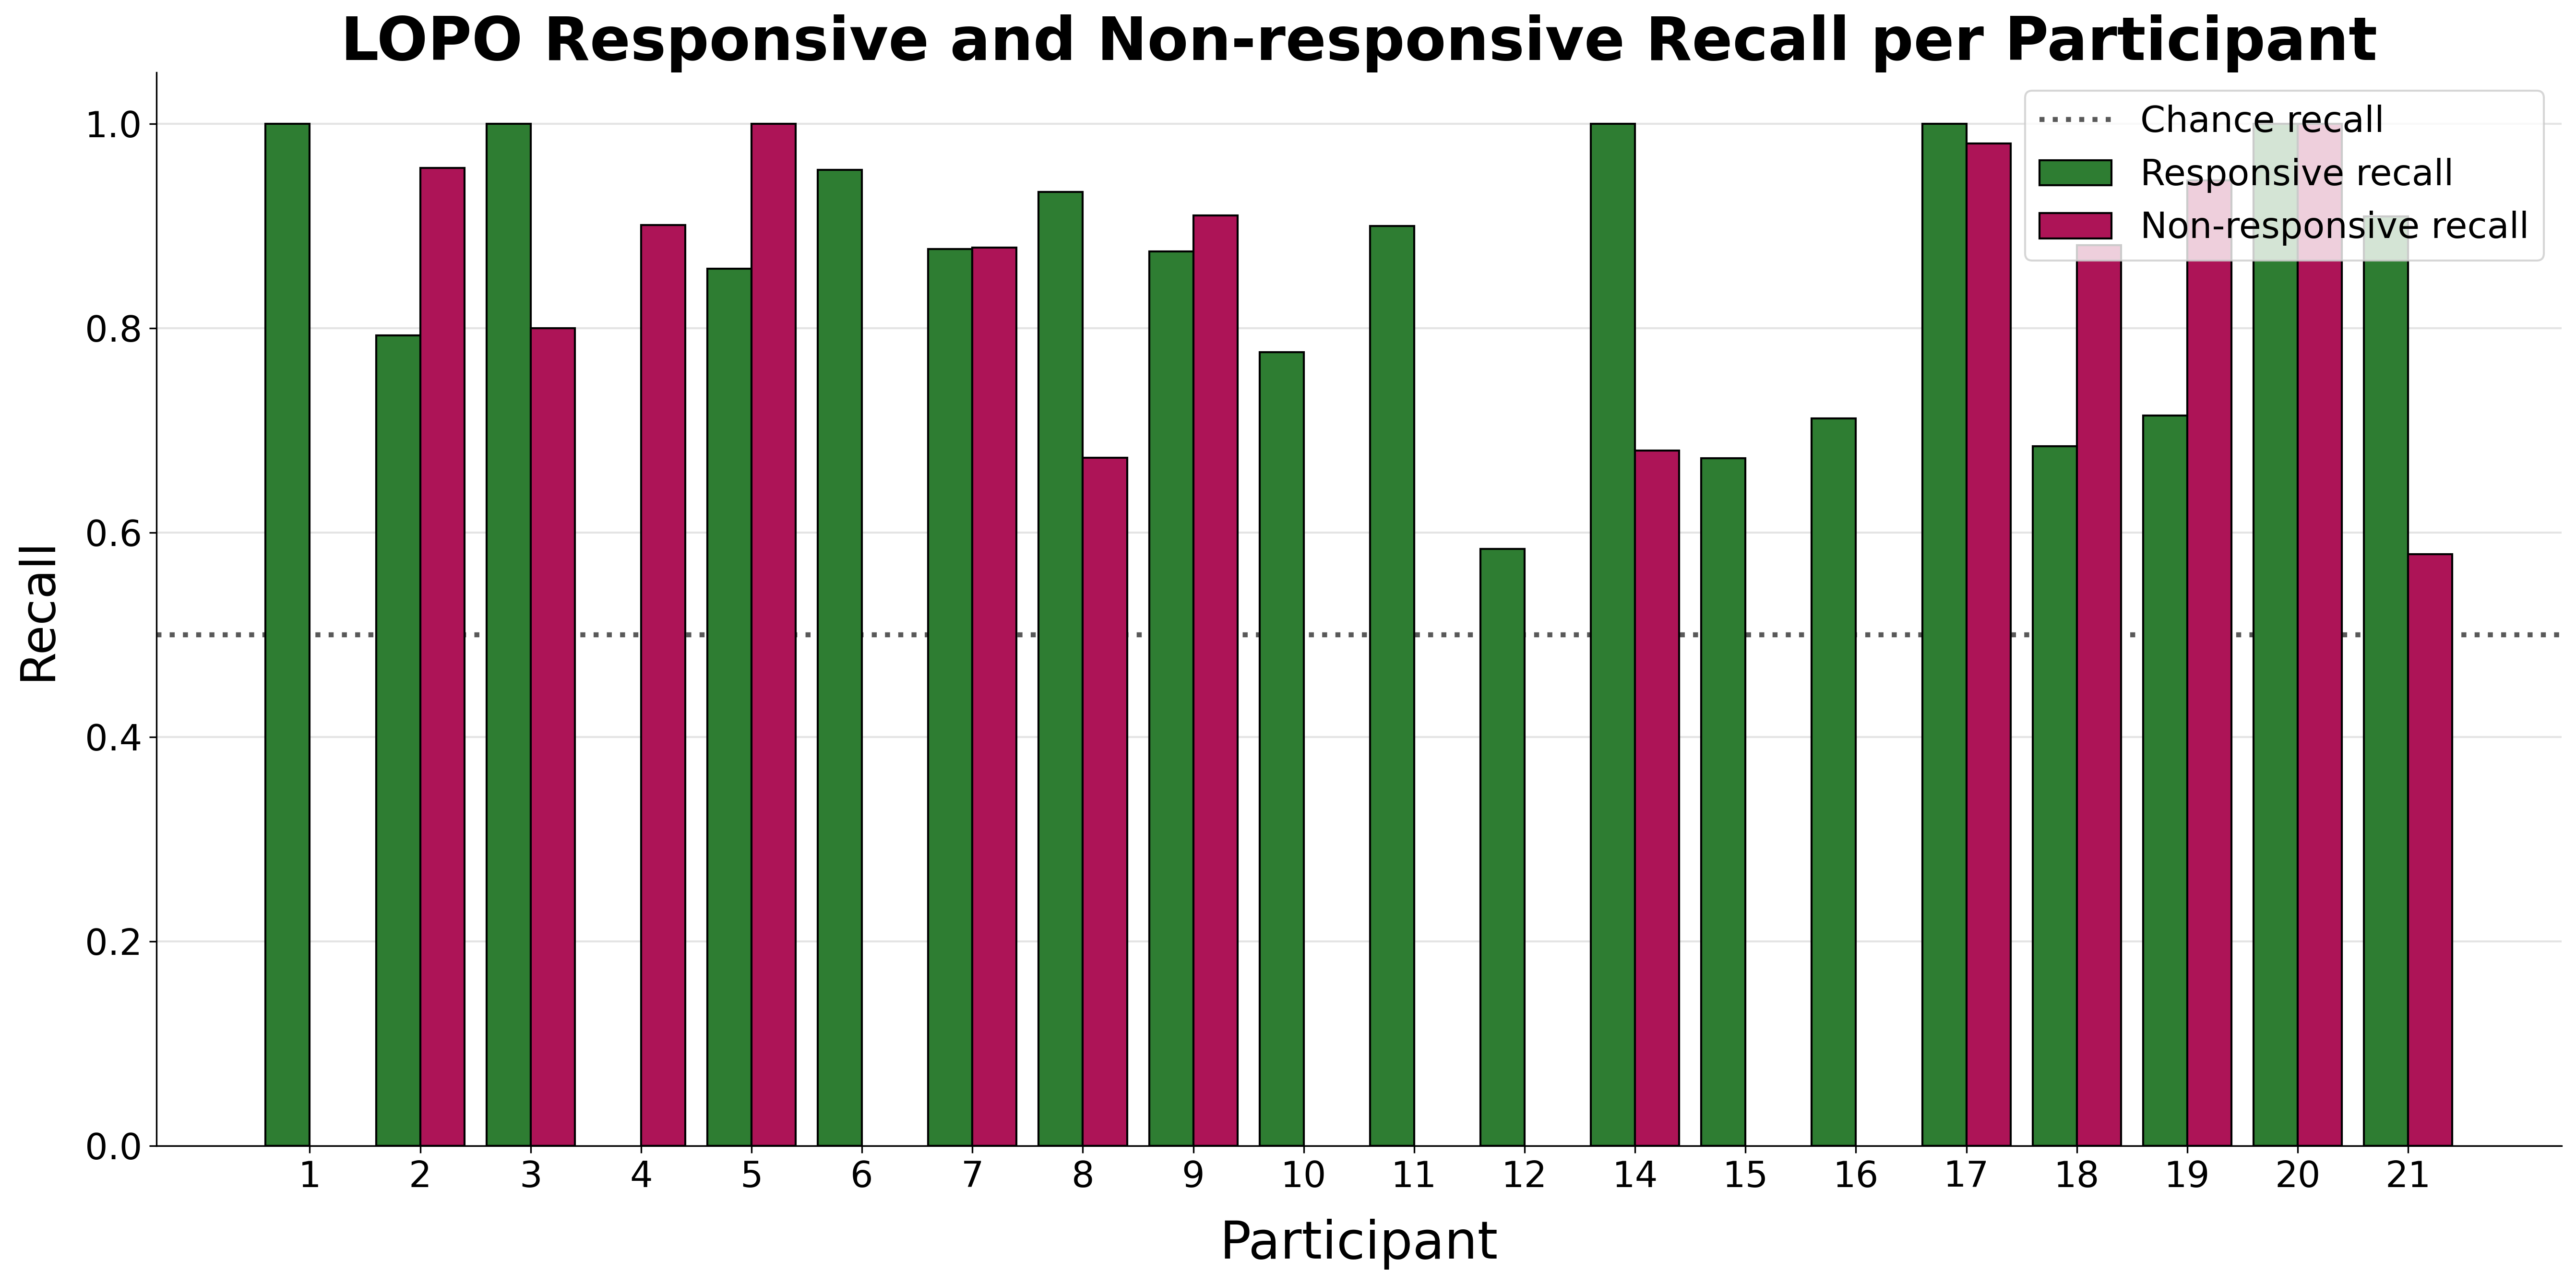 LOPO Responsive and Non-responsive Recall per Participant
Chance recall
Responsive recall
Non-responsive recall
1.0
0.8
0.6
0.4
0.2
0.0
Recall
1 2 3 4 5 6 7 8 9 10 11 12 14 15 16 17 18 19 20 21
Participant